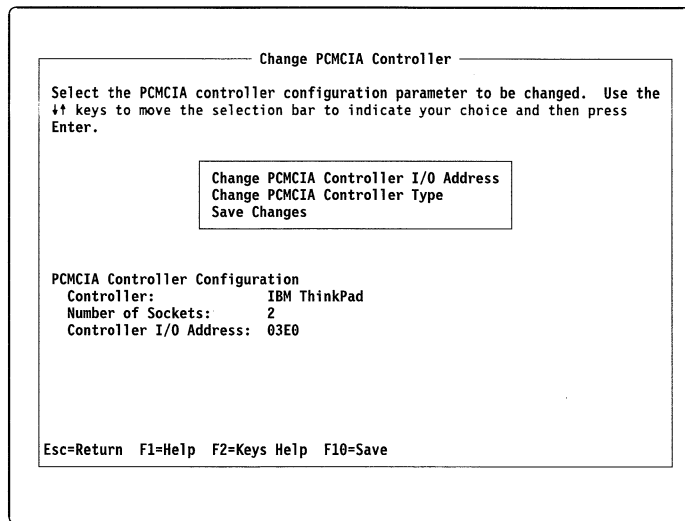 Change PCMCIA Controller
Select the PCMCIA controller configuration parameter to be changed.  Use the
↓↑ keys to move the selection bar to indicate your choice and then press
Enter.
Change PCMCIA Controller I/O Address
Change PCMCIA Controller Type
Save Changes
PCMCIA Controller Configuration
Controller: IBM ThinkPad
Number of Sockets: 2
Controller I/O Address: 03E0
Esc=Return  F1=Help  F2=Keys Help  F10=Save